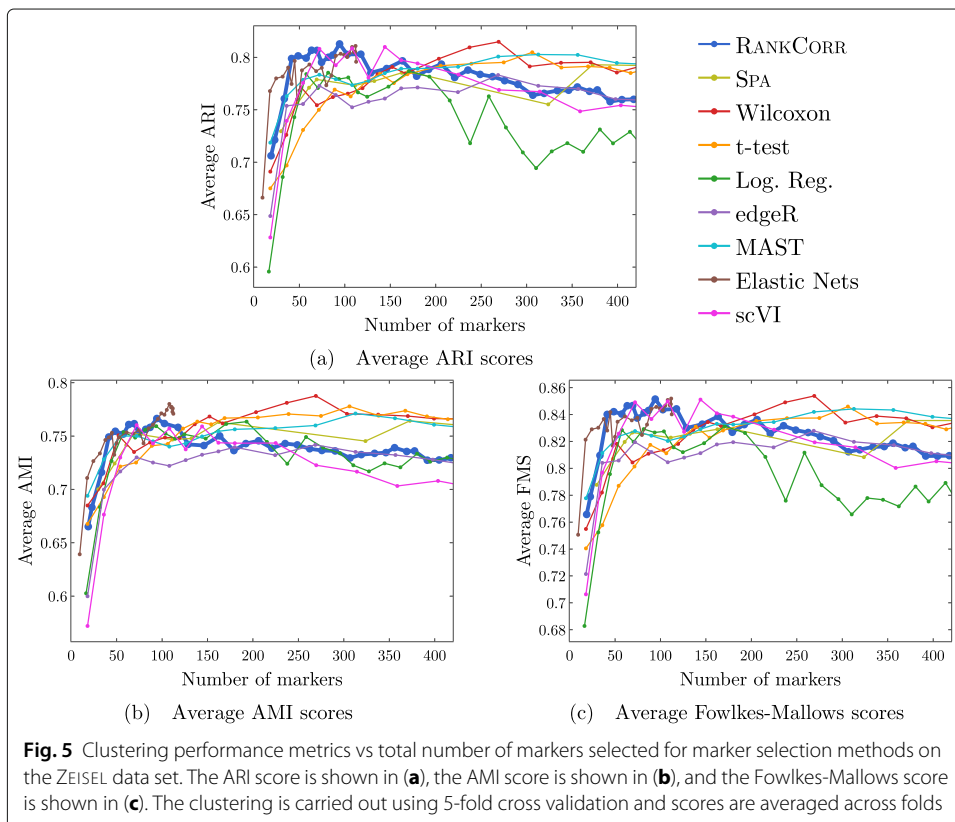 0.8
0.75
0.7
0.65
0.6
Average ARI
0 50 100 150 200 250 300 350 400
Number of markers
(a) Average ARI scores
RANKCORR
SPA
Wilcoxon
t-test
Log. Reg.
edgeR
MAST
Elastic Nets
scVI
0.8
0.75
0.7
0.65
0.6
Average AMI
0 50 100 150 200 250 300 350 400
Number of markers
(b) Average AMI scores
0.86
0.84
0.82
0.8
0.78
0.76
0.74
0.72
0.7
0.68
Average FMS
0 50 100 150 200 250 300 350 400
Number of markers
(c) Average Fowlkes-Mallows scores
Fig. 5 Clustering performance metrics vs total number of markers selected for marker selection methods on
the ZEISEL data set. The ARI score is shown in (a), the AMI score is shown in (b), and the Fowlkes-Mallows score
is shown in (c). The clustering is carried out using 5-fold cross validation and scores are averaged across folds